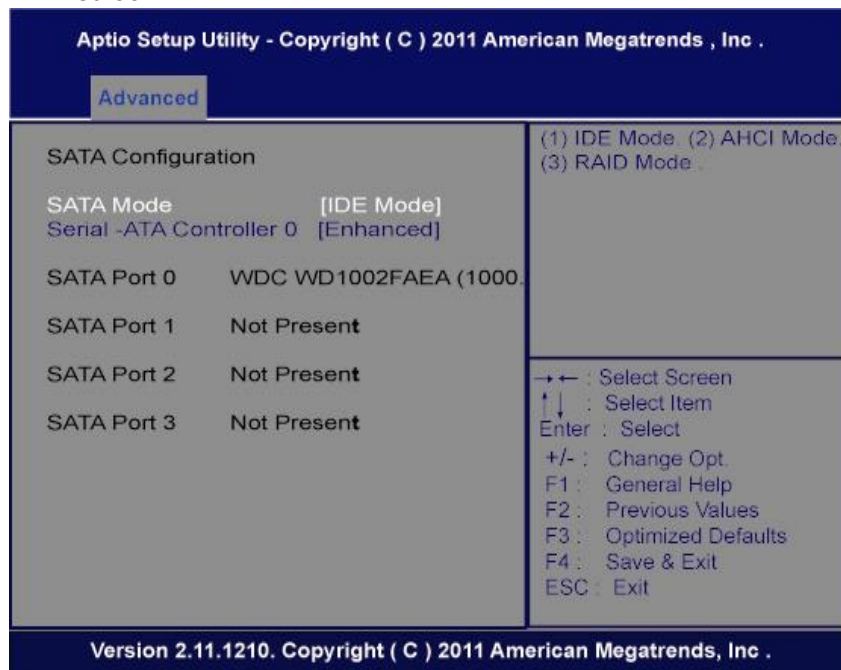 Aptio Setup Utility - Copyright ( C ) 2011 American Megatrends , Inc .
Advanced
SATA Configuration
SATA Mode [IDE Mode]
Serial -ATA Controller 0 [Enhanced]
SATA Port 0 WDC WD1002FAEA (1000.
SATA Port 1 Not Present
SATA Port 2 Not Present
SATA Port 3 Not Present
(1) IDE Mode. (2) AHCI Mode.
(3) RAID Mode .
→← : Select Screen
↑↓ : Select Item
Enter : Select
+/- : Change Opt.
F1 : General Help
F2 : Previous Values
F3 : Optimized Defaults
F4 : Save & Exit
ESC : Exit
Version 2.11.1210. Copyright ( C ) 2011 American Megatrends, Inc .